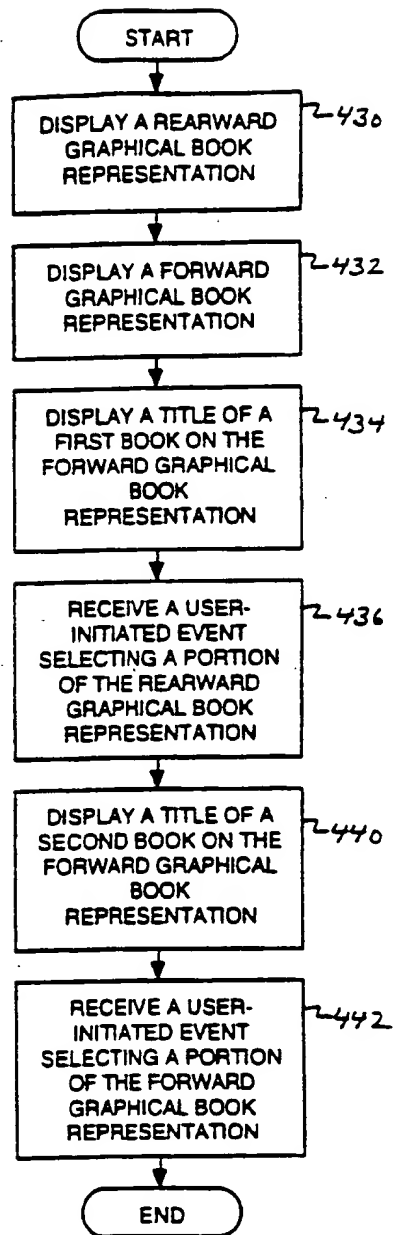 START
DISPLAY A REARWARD
GRAPHICAL BOOK
REPRESENTATION
430
DISPLAY A FORWARD
GRAPHICAL BOOK
REPRESENTATION
432
DISPLAY A TITLE OF A
FIRST BOOK ON THE
FORWARD GRAPHICAL
BOOK
REPRESENTATION
434
RECEIVE A USER-
INITIATED EVENT
SELECTING A PORTION
OF THE REARWARD
GRAPHICAL BOOK
REPRESENTATION
436
DISPLAY A TITLE OF A
SECOND BOOK ON THE
FORWARD GRAPHICAL
BOOK
REPRESENTATION
440
RECEIVE A USER-
INITIATED EVENT
SELECTING A PORTION
OF THE FORWARD
GRAPHICAL BOOK
REPRESENTATION
442
END